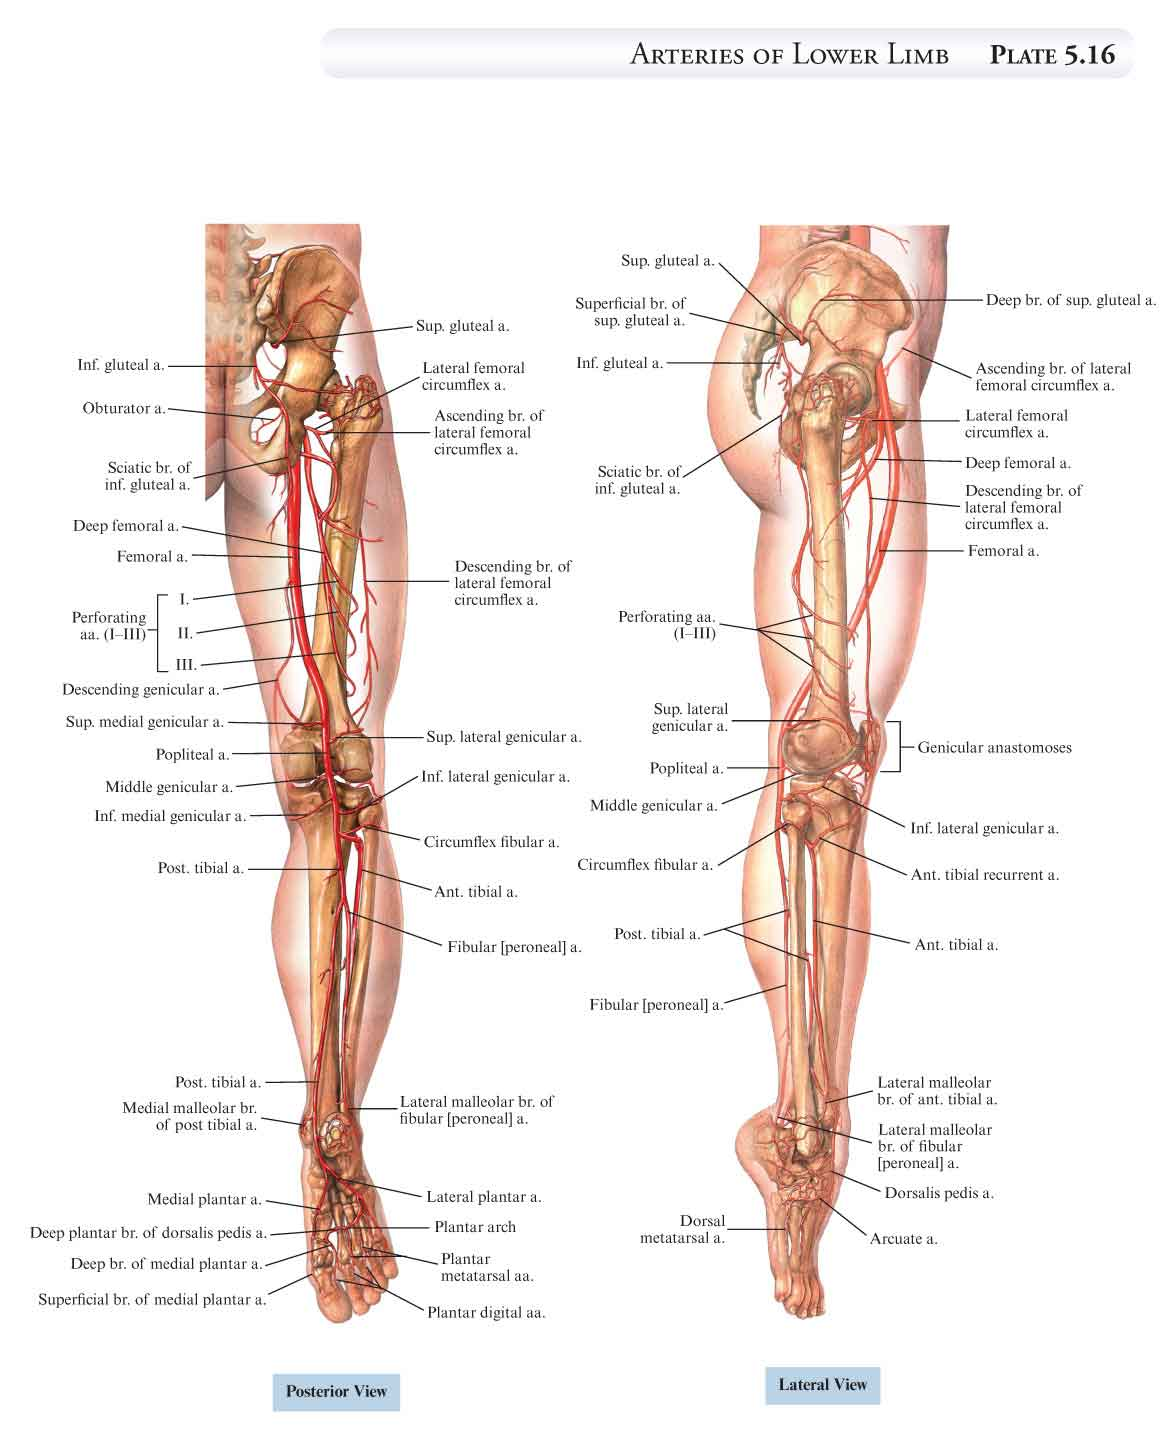 ARTERIES OF LOWER LIMB PLATE 5.16
Sup. gluteal a.
Inf. gluteal a.
Lateral femoral
circumflex a.
Obturator a.
Ascending br. of
lateral femoral
circumflex a.
Sciatic br. of
inf. gluteal a.
Deep femoral a.
Femoral a.
Descending br. of
lateral femoral
circumflex a.
I.
Perforating
aa. (I–III)
II.
III.
Descending genicular a.
Sup. medial genicular a.
Sup. lateral genicular a.
Popliteal a.
Inf. lateral genicular a.
Middle genicular a.
Inf. medial genicular a.
Circumflex fibular a.
Post. tibial a.
Ant. tibial a.
Fibular [peroneal] a.
Post. tibial a.
Medial malleolar br.
of post tibial a.
Lateral malleolar br. of
fibular [peroneal] a.
Medial plantar a.
Lateral plantar a.
Deep plantar br. of dorsalis pedis a.
Plantar arch
Deep br. of medial plantar a.
Plantar
metatarsal aa.
Superficial br. of medial plantar a.
Plantar digital aa.
Posterior View
Sup. gluteal a.
Superficial br. of
sup. gluteal a.
Deep br. of sup. gluteal a.
Inf. gluteal a.
Ascending br. of lateral
femoral circumflex a.
Lateral femoral
circumflex a.
Sciatic br. of
inf. gluteal a.
Deep femoral a.
Descending br. of
lateral femoral
circumflex a.
Femoral a.
Perforating aa.
(I–III)
Sup. lateral
genicular a.
Genicular anastomoses
Popliteal a.
Middle genicular a.
Inf. lateral genicular a.
Circumflex fibular a.
Ant. tibial recurrent a.
Post. tibial a.
Ant. tibial a.
Fibular [peroneal] a.
Lateral malleolar
br. of ant. tibial a.
Lateral malleolar
br. of fibular
[peroneal] a.
Dorsalis pedis a.
Dorsal
metatarsal a.
Arcuate a.
Lateral View